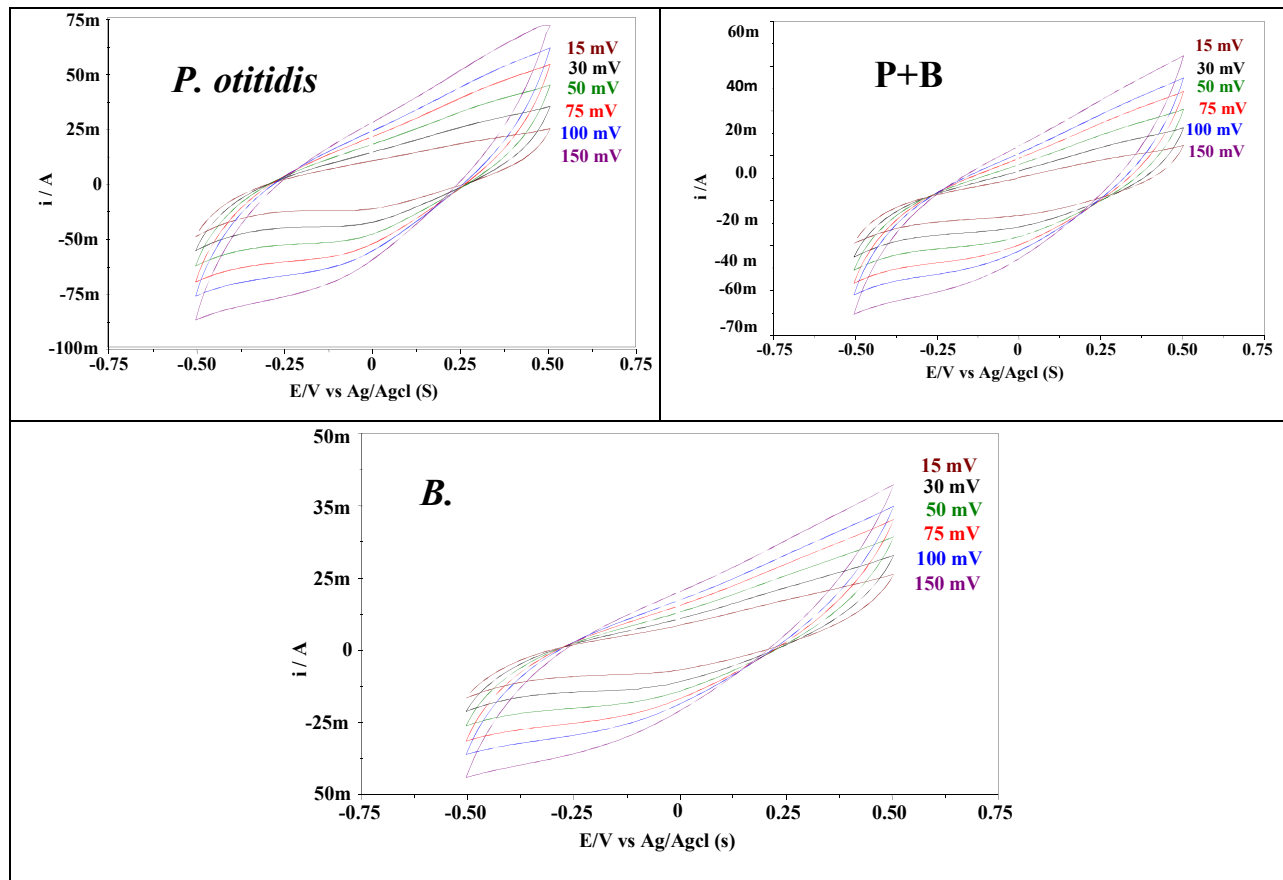 75m
50m
25m
0
-25m
-50m
-75m
-100m
i / A
P. otitidis
15 mV
30 mV
50 mV
75 mV
100 mV
150 mV
-0.75 -0.50 -0.25 0 0.25 0.50 0.75
E/V vs Ag/Agcl (S)
60m
40m
20 m
0.0
-20 m
-40 m
-60 m
-70 m
i /A
P+B
15 mV
30 mV
50 mV
75 mV
100 mV
150 mV
-0.75 -0.50 -0.25 0 0.25 0.50 0.75
E/V vs Ag/Agcl (S)
50m
35m
25m
0
-25m
50m
i / A
B.
15 mV
30 mV
50 mV
75 mV
100 mV
150 mV
-0.75 -0.50 -0.25 0 0.25 0.50 0.75
E/V vs Ag/Agcl (s)